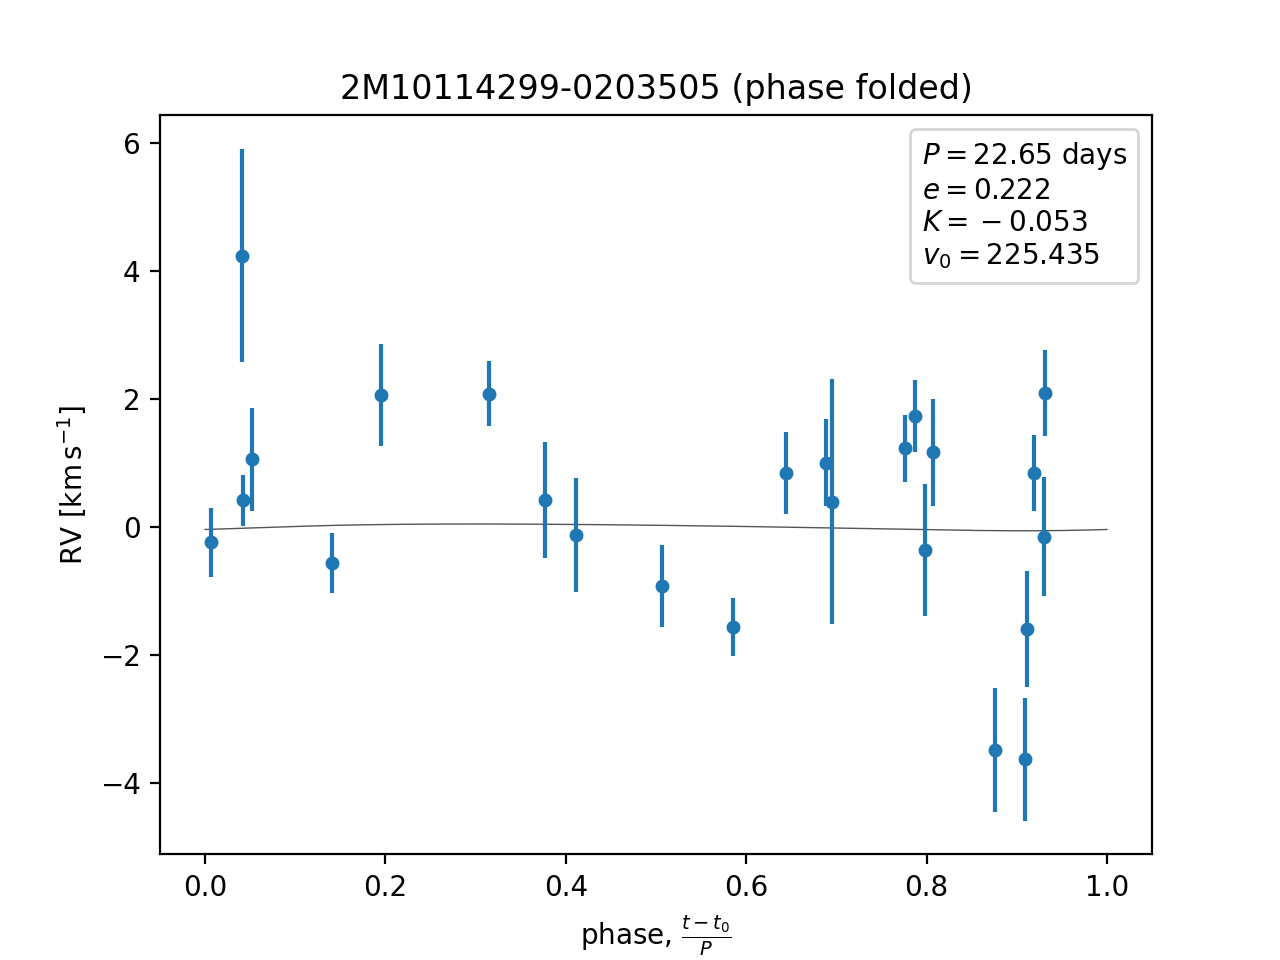 2M10114299-0203505 (phase folded)
P = 22.65 days
e = 0.222
K = −0.053
v₀ = 225.435
RV [km s⁻¹]
6
4
2
0
−2
−4
0.0 0.2 0.4 0.6 0.8 1.0
phase, (t − t₀)/P